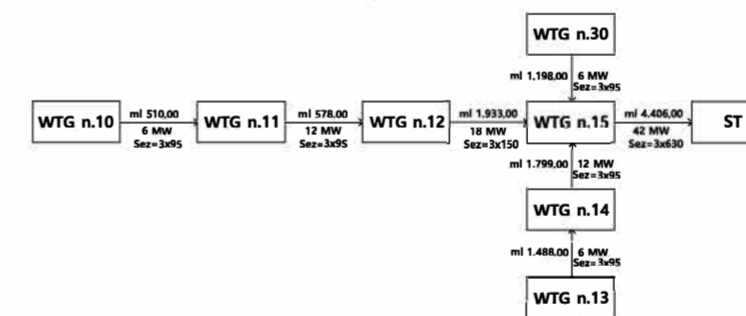 WTG n.30
ml 1.198,00 6 MW
Sez=3x95
WTG n.10
ml 510,00
6 MW
Sez=3x95
WTG n.11
ml 578.00
12 MW
Sez=3x95
WTG n.12
ml 1.933,00
18 MW
Sez=3x150
WTG n.15
ml 4.406,00
42 MW
Sez=3x630
ST
ml 1.799,00 12 MW
Sez=3x95
WTG n.14
ml 1.488,00 6 MW
Sez=3x95
WTG n.13